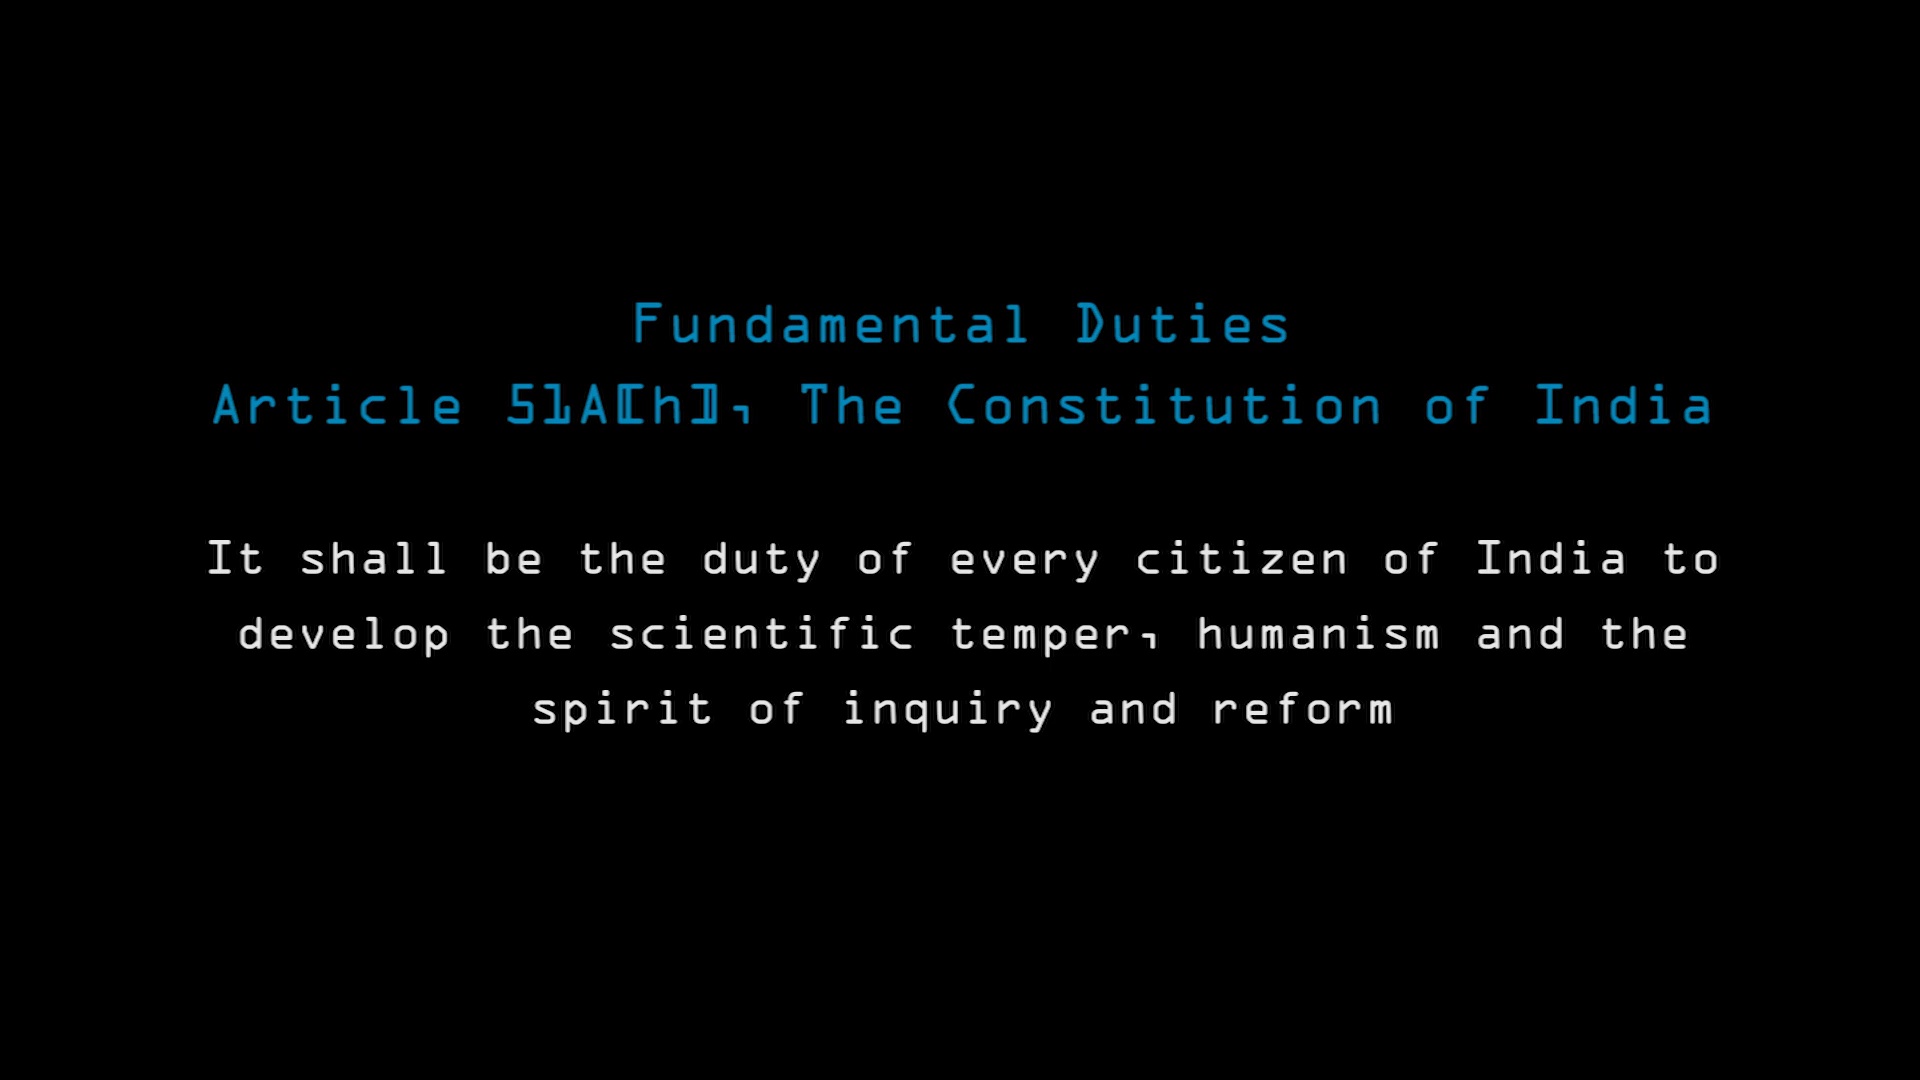 Fundamental Duties
Article 51A[h], The Constitution of India
It shall be the duty of every citizen of India to
develop the scientific temper, humanism and the
spirit of inquiry and reform